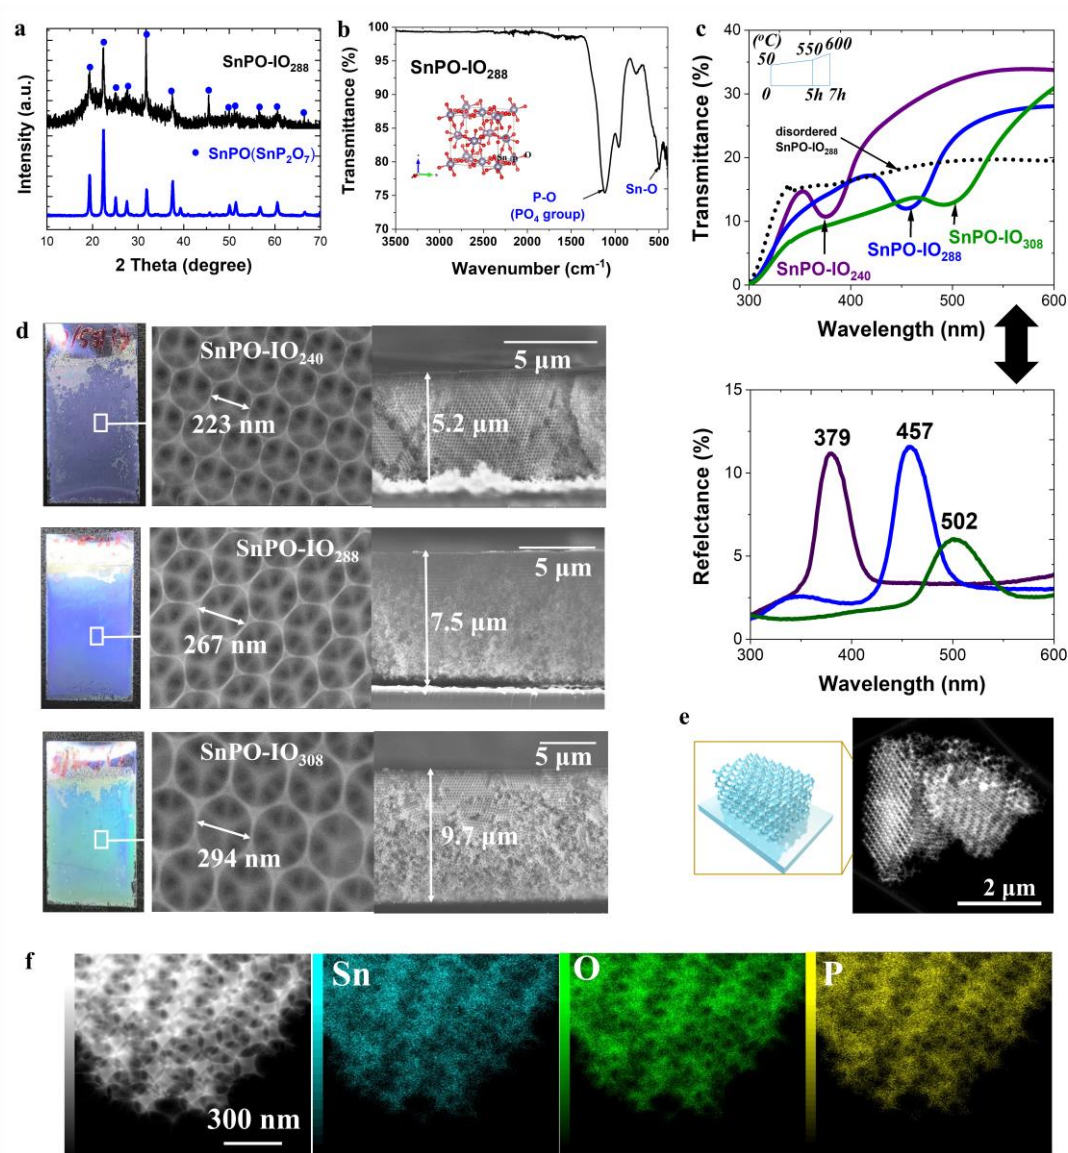 a
SnPO-IO₂₈₈
SnPO(SnP₂O₇)
Intensity (a.u.)
10 20 30 40 50 60 70
2 Theta (degree)
b
100
95
90
85
80
75
70
Transmittance (%)
SnPO-IO₂₈₈
P-O
(PO₄ group)
Sn-O
3500 3000 2500 2000 1500 1000 500
Wavenumber (cm⁻¹)
c
40
30
20
10
0
Transmittance (%)
(°C)
50 550 600
0 5h 7h
disordered
SnPO-IO₂₈₈
SnPO-IO₃₀₈
SnPO-IO₂₈₈
SnPO-IO₂₄₀
300 400 500 600
Wavelength (nm)
15
10
5
0
Refelctance (%)
379 457
502
300 400 500 600
Wavelength (nm)
d
SnPO-IO₂₄₀
223 nm
5 μm
5.2 μm
SnPO-IO₂₈₈
267 nm
5 μm
7.5 μm
SnPO-IO₃₀₈
294 nm
5 μm
9.7 μm
e
2 μm
f
300 nm
Sn
O
P